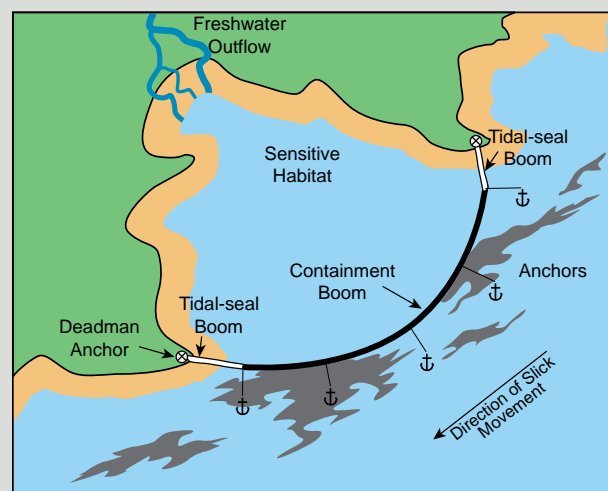 Freshwater
Outflow
Sensitive
Habitat
Tidal-seal
Boom
Containment
Boom
Anchors
Tidal-seal
Boom
Deadman
Anchor
Direction of Slick
Movement